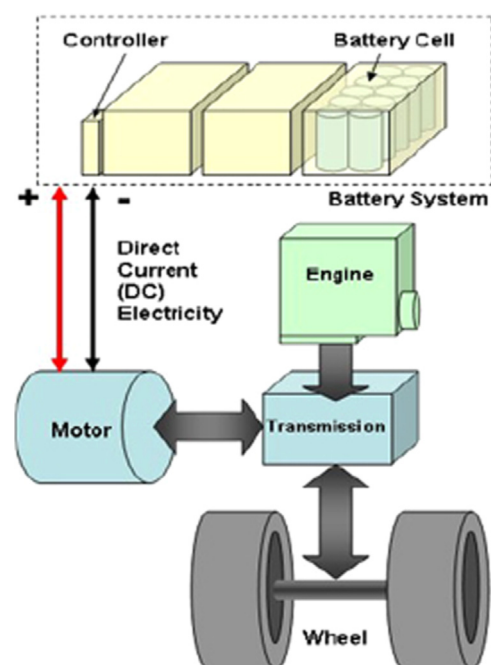 Controller
Battery Cell
+
-
Battery System
Direct
Current
(DC)
Electricity
Engine
Motor
Transmission
Wheel